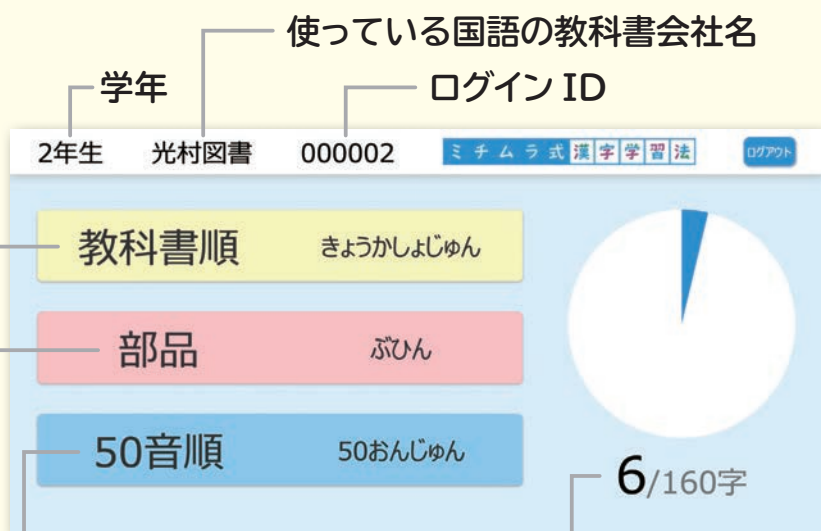 使っている国語の教科書会社名
学年
ログイン ID
2年生 光村図書 000002 ミチムラ式漢字学習法 ログアウト
教科書順 きょうかしょじゅん
部品 ぶひん
50音順 50おんじゅん
6/160字